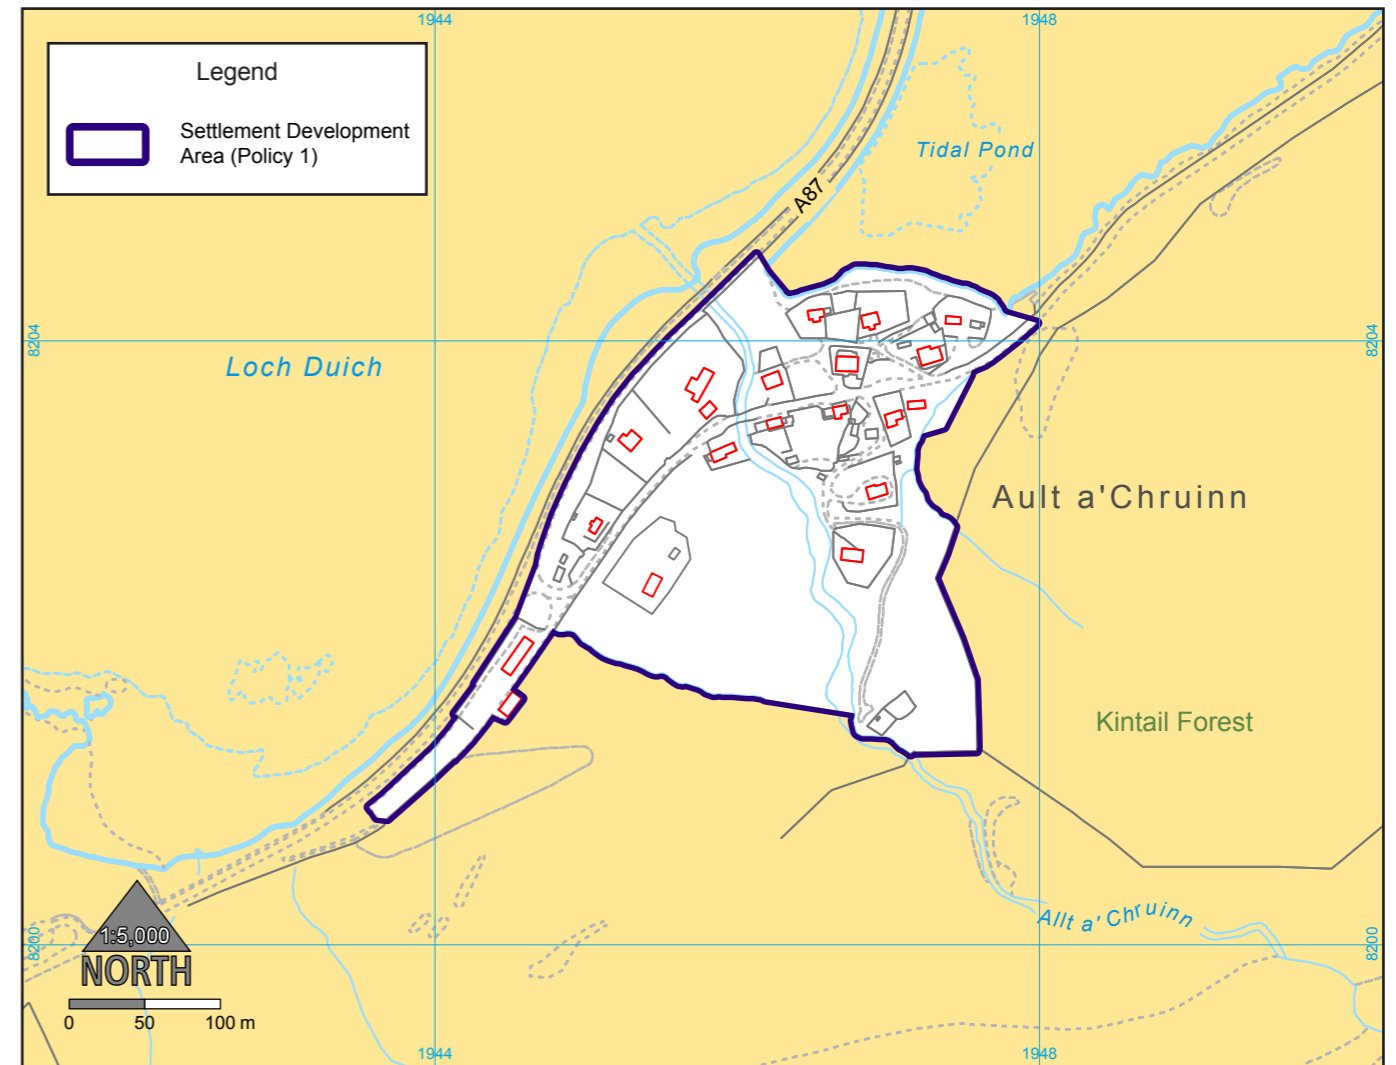 1944
1948
Legend
Settlement Development
Area (Policy 1)
Tidal Pond
A87
8204
8204
Loch Duich
Ault a'Chruinn
Kintail Forest
Allt a' Chruinn
8200
8200
1:5,000
NORTH
0 50 100 m
1944
1948